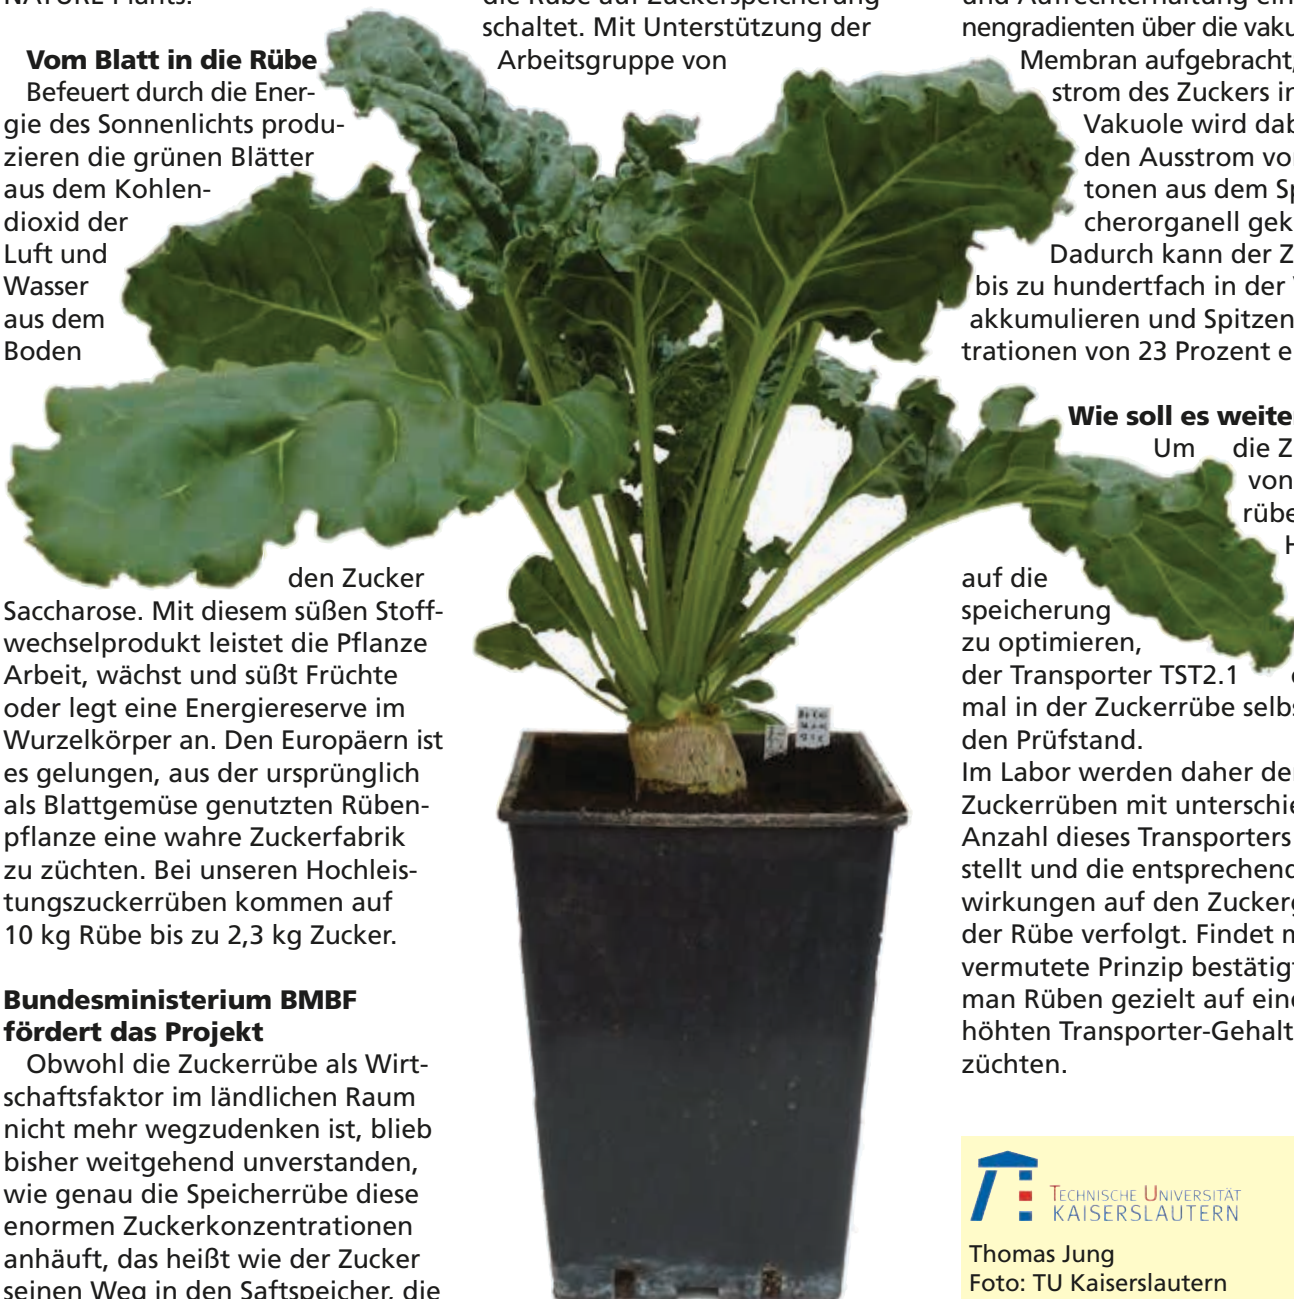 NATURE Plants.
Vom Blatt in die Rübe
Befeuert durch die Ener-
gie des Sonnenlichts produ-
zieren die grünen Blätter
aus dem Kohlen-
dioxid der
Luft und
Wasser
aus dem
Boden
den Zucker
Saccharose. Mit diesem süßen Stoff-
wechselprodukt leistet die Pflanze
Arbeit, wächst und süßt Früchte
oder legt eine Energiereserve im
Wurzelkörper an. Den Europäern ist
es gelungen, aus der ursprünglich
als Blattgemüse genutzten Rüben-
pflanze eine wahre Zuckerfabrik
zu züchten. Bei unseren Hochleis-
tungszuckerrüben kommen auf
10 kg Rübe bis zu 2,3 kg Zucker.
Bundesministerium BMBF
fördert das Projekt
Obwohl die Zuckerrübe als Wirt-
schaftsfaktor im ländlichen Raum
nicht mehr wegzudenken ist, blieb
bisher weitgehend unverstanden,
wie genau die Speicherrübe diese
enormen Zuckerkonzentrationen
anhäuft, das heißt wie der Zucker
seinen Weg in den Saftspeicher, die
die Rübe auf Zuckerspeicherung
schaltet. Mit Unterstützung der
Arbeitsgruppe von
und Aufrechterhaltung ein
nengradienten über die vaku
Membran aufgebracht,
strom des Zuckers in
Vakuole wird dab
den Ausstrom vo
tonen aus dem Sp
cherorganell gek
Dadurch kann der Z
bis zu hundertfach in der
akkumulieren und Spitzen
trationen von 23 Prozent e
Wie soll es weiter
Um die Z
von
rübe
H
auf die
speicherung
zu optimieren,
der Transporter TST2.1
mal in der Zuckerrübe selbs
den Prüfstand.
Im Labor werden daher der
Zuckerrüben mit unterschie
Anzahl dieses Transporters
stellt und die entsprechend
wirkungen auf den Zuckerg
der Rübe verfolgt. Findet m
vermutete Prinzip bestätigt
man Rüben gezielt auf eine
höhten Transporter-Gehalt
züchten.
TECHNISCHE UNIVERSITÄT
KAISERSLAUTERN
Thomas Jung
Foto: TU Kaiserslautern